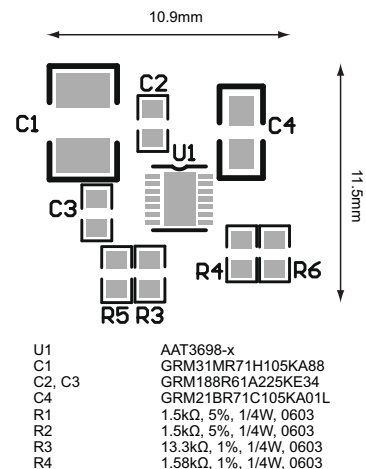 10.9mm
C2
C1
C4
U1
11.5mm
C3
R4
R6
R5
R3
U1 AAT3698-x
C1 GRM31MR71H105KA88
C2, C3 GRM188R61A225KE34
C4 GRM21BR71C105KA01L
R1 1.5kΩ, 5%, 1/4W, 0603
R2 1.5kΩ, 5%, 1/4W, 0603
R3 13.3kΩ, 1%, 1/4W, 0603
R4 1.58kΩ, 1%, 1/4W, 0603